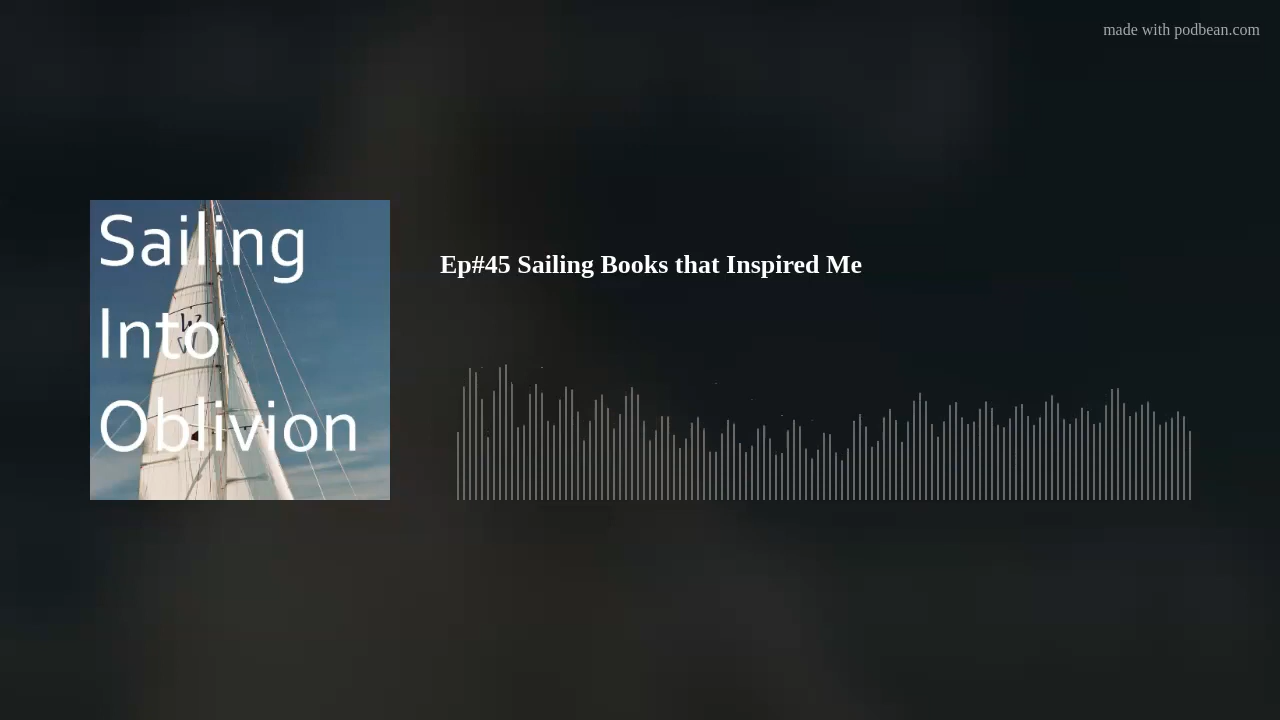 made with podbean.com
Sailing
Into
Oblivion
Ep#45 Sailing Books that Inspired Me